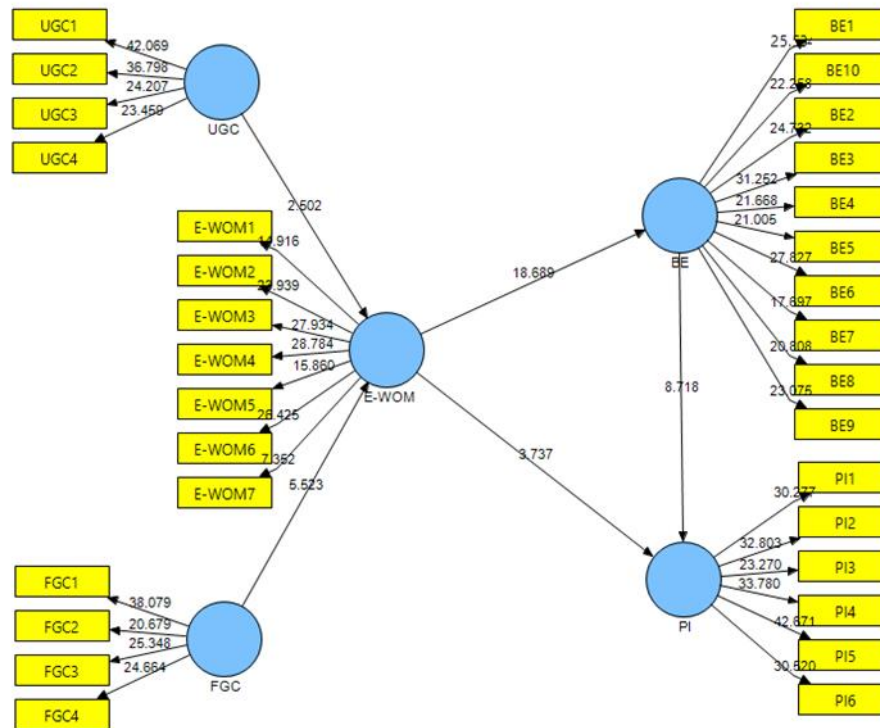 UGC1
UGC2
UGC3
UGC4
42.069
36.798
24.207
23.459
UGC
2.502
E-WOM1
E-WOM2
E-WOM3
E-WOM4
E-WOM5
E-WOM6
E-WOM7
27.934
28.784
15.860
26.425
7.352
E-WOM
5.523
FGC1
FGC2
FGC3
FGC4
38.079
20.679
25.348
24.664
FGC
18.689
3.737
BE
8.718
22.258
24.732
31.252
21.668
21.005
27.827
17.697
20.808
23.075
BE1
BE10
BE2
BE3
BE4
BE5
BE6
BE7
BE8
BE9
PI
30.277
32.803
23.270
33.780
42.671
30.520
PI1
PI2
PI3
PI4
PI5
PI6